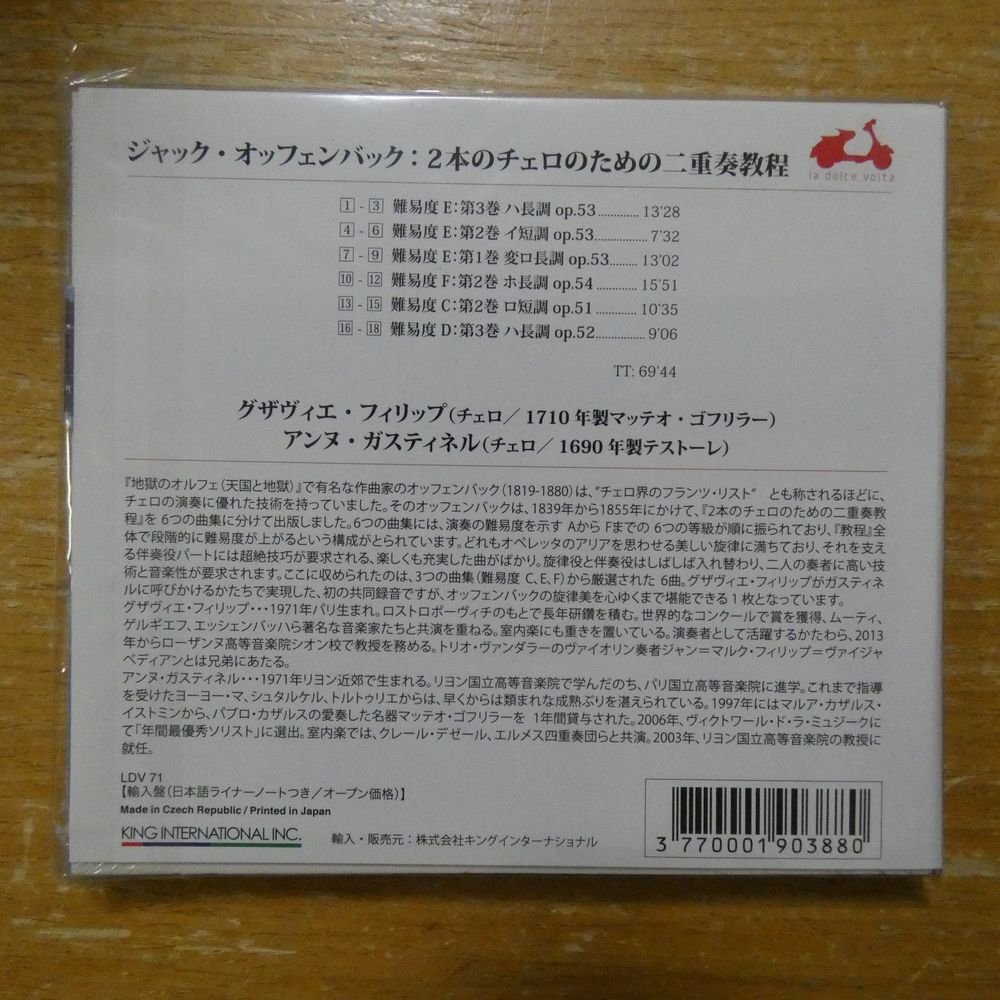 ジャック・オッフェンバック：2本のチェロのための二重奏教程
la dolce volta
1 - 3 難易度 E：第3巻 ハ長調 op.53............. 13'28
4 - 6 難易度 E：第2巻 イ短調 op.53................. 7'32
7 - 9 難易度 E：第1巻 変ロ長調 op.53......... 13'02
10 - 12 難易度 F：第2巻 ホ長調 op.54 ............. 15'51
13 - 15 難易度 C：第2巻 ロ短調 op.51 ............. 10'35
16 - 18 難易度 D：第3巻 ハ長調 op.52................ 9'06
TT: 69'44
グザヴィエ・フィリップ（チェロ／ 1710 年製マッテオ・ゴフリラー）
アンヌ・ガスティネル（チェロ／ 1690 年製テストーレ）
『地獄のオルフェ（天国と地獄）』で有名な作曲家のオッフェンバック（1819-1880）は、“チェロ界のフランツ・リスト” とも称されるほどに、
チェロの演奏に優れた技術を持っていました。そのオッフェンバックは、1839年から1855年にかけて、『2本のチェロのための二重奏教
程』を 6つの曲集に分けて出版しました。6つの曲集には、演奏の難易度を示す AからFまでの 6つの等級が順に振られており、『教程』全
体で段階的に難易度が上がるという構成がとられています。どれもオペレッタのアリアを思わせる美しい旋律に満ちており、それを支え
る伴奏役パートには超絶技巧が要求される、楽しくも充実した曲がばかり。旋律役と伴奏役はしばしば入れ替わり、二人の奏者に高い技
術と音楽性が要求されます。ここに収められたのは、3つの曲集（難易度 C、E、F）から厳選された 6曲。グザヴィエ・フィリップがガスティネ
ルに呼びかけるかたちで実現した、初の共同録音ですが、オッフェンバックの旋律美を心ゆくまで堪能できる1枚となっています。
グザヴィエ・フィリップ・・・1971年パリ生まれ。ロストロポーヴィチのもとで長年研鑽を積む。世界的なコンクールで賞を獲得、ムーティ、
ゲルギエフ、エッシェンバッハら著名な音楽家たちと共演を重ねる。室内楽にも重きを置いている。演奏者として活躍するかたわら、2013
年からローザンヌ高等音楽院シオン校で教授を務める。トリオ・ヴァンダラーのヴァイオリン奏者ジャン＝マルク・フィリップ＝ヴァイジャ
ベディアンとは兄弟にあたる。
アンヌ・ガスティネル・・・1971年リヨン近郊で生まれる。リヨン国立高等音楽院で学んだのち、パリ国立高等音楽院に進学。これまで指導
を受けたヨーヨー・マ、シュタルケル、トルトゥリエからは、早くからは類まれな成熟ぶりを湛えられている。1997年にはマルア・カザルス・
イストミンから、パブロ・カザルスの愛奏した名器マッテオ・ゴフリラーを 1年間貸与された。2006年、ヴィクトワール・ド・ラ・ミュジークに
て「年間最優秀ソリスト」に選出。室内楽では、クレール・デゼール、エルメス四重奏団らと共演。2003年、リヨン国立高等音楽院の教授に
就任。
LDV 71
【輸入盤（日本語ライナーノートつき／オープン価格）】
Made in Czech Republic / Printed in Japan
KING INTERNATIONAL INC.
輸入・販売元：株式会社キングインターナショナル
3 770001 903880